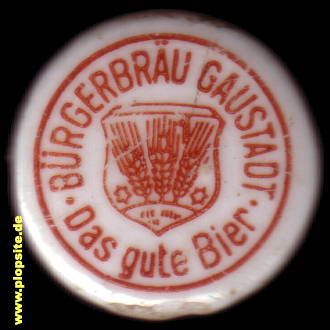 · BÜRGERBRÄU GAUSTADT ·
Das gute Bier
www.plopsite.de